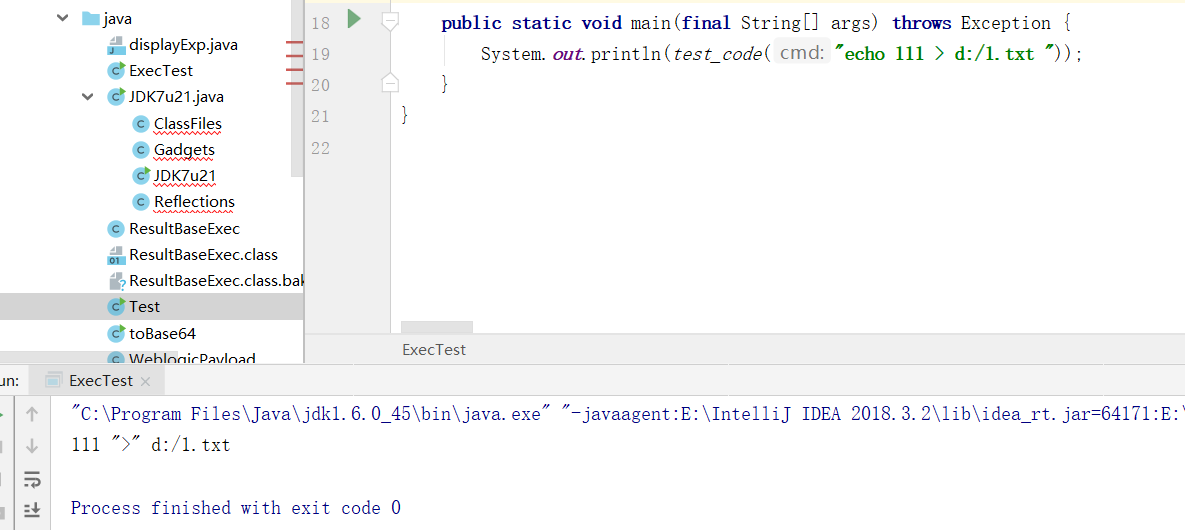 java
displayExp.java
ExecTest
JDK7u21.java
ClassFiles
Gadgets
JDK7u21
Reflections
ResultBaseExec
ResultBaseExec.class
ResultBaseExec.class.bak
Test
toBase64
WeblogicPayload
18 public static void main(final String[] args) throws Exception {
19 System.out.println(test_code( cmd: "echo 111 > d:/1.txt "));
20 }
21 }
22
ExecTest
un: ExecTest
"C:\Program Files\Java\jdk1.6.0_45\bin\java.exe" "-javaagent:E:\IntelliJ IDEA 2018.3.2\lib\idea_rt.jar=64171:E:\
111 ">" d:/1.txt
Process finished with exit code 0